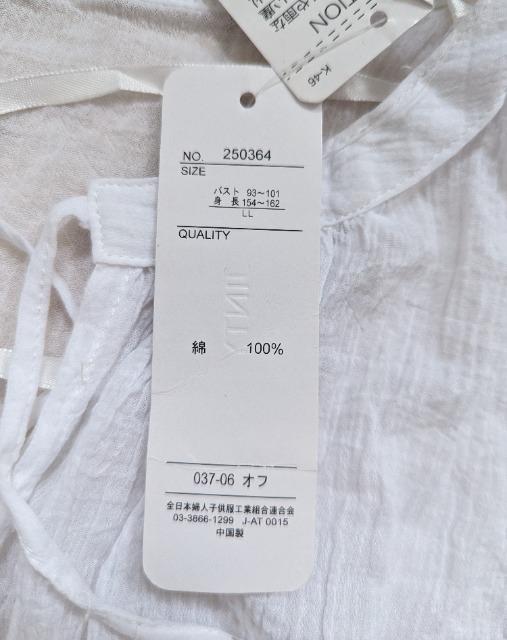 TION
K-46
NO. 250364
SIZE
バスト 93～101
身 長 154～162
LL
QUALITY
綿 100%
037-06 オフ
全日本婦人子供服工業組合連合会
03-3866-1299 J-AT 0015
中国製